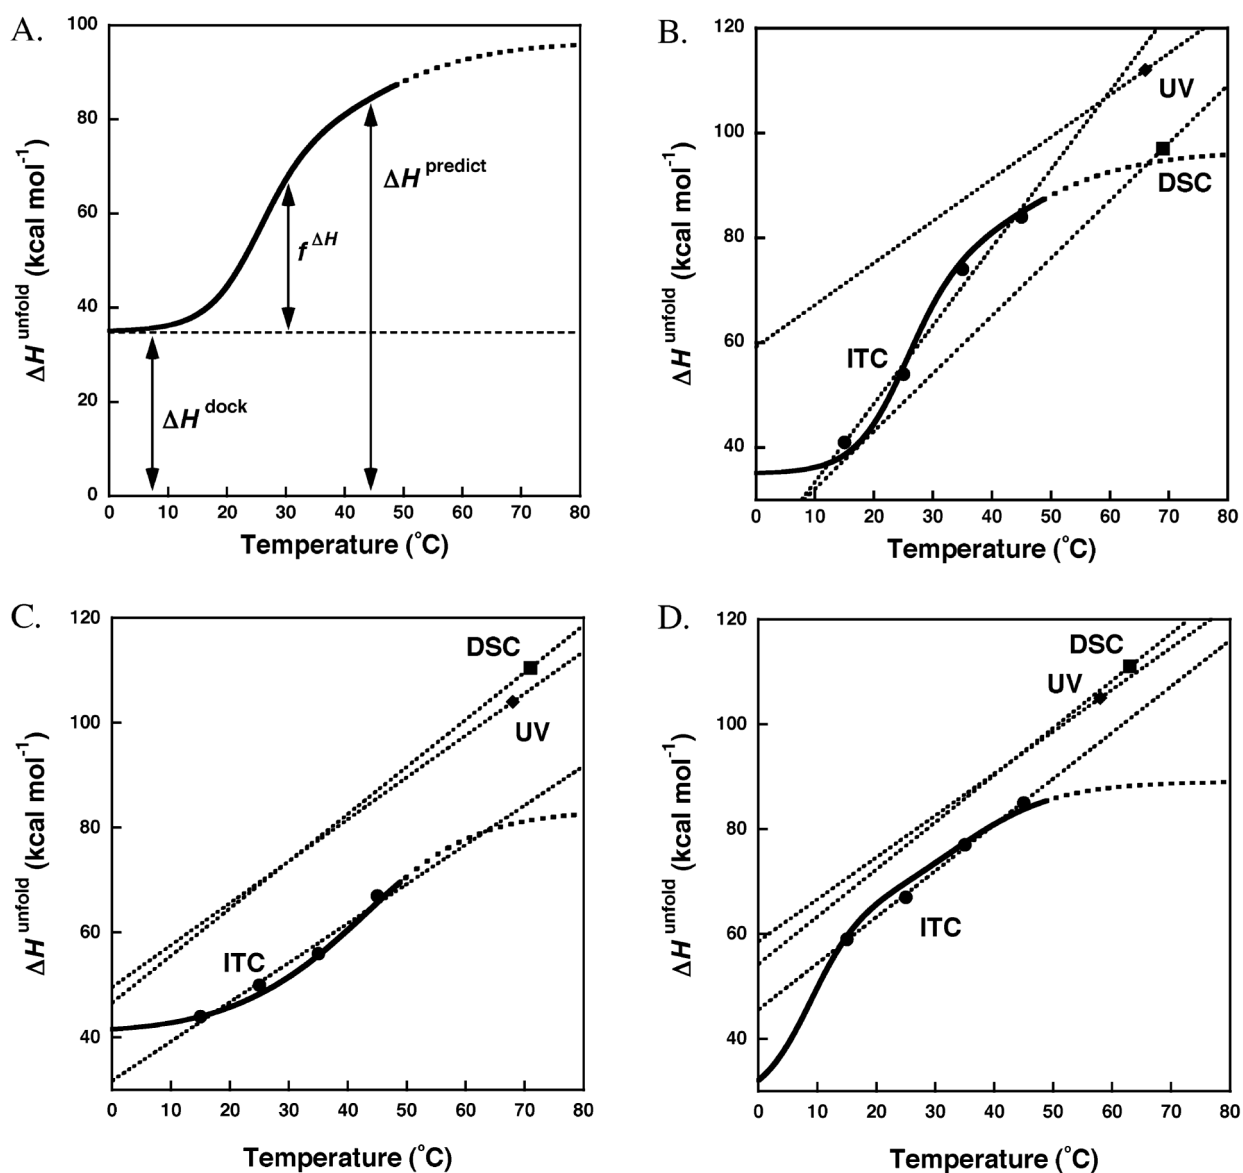 A.
100
80
60
40
20
0
ΔH^unfold (kcal mol⁻¹)
ΔH^predict
f^ΔH
ΔH^dock
0 10 20 30 40 50 60 70 80
Temperature (°C)
B.
120
100
80
60
40
ΔH^unfold (kcal mol⁻¹)
UV
DSC
ITC
0 10 20 30 40 50 60 70 80
Temperature (°C)
C.
120
100
80
60
40
ΔH^unfold (kcal mol⁻¹)
DSC
UV
ITC
0 10 20 30 40 50 60 70 80
Temperature (°C)
D.
120
100
80
60
40
ΔH^unfold (kcal mol⁻¹)
DSC
UV
ITC
0 10 20 30 40 50 60 70 80
Temperature (°C)